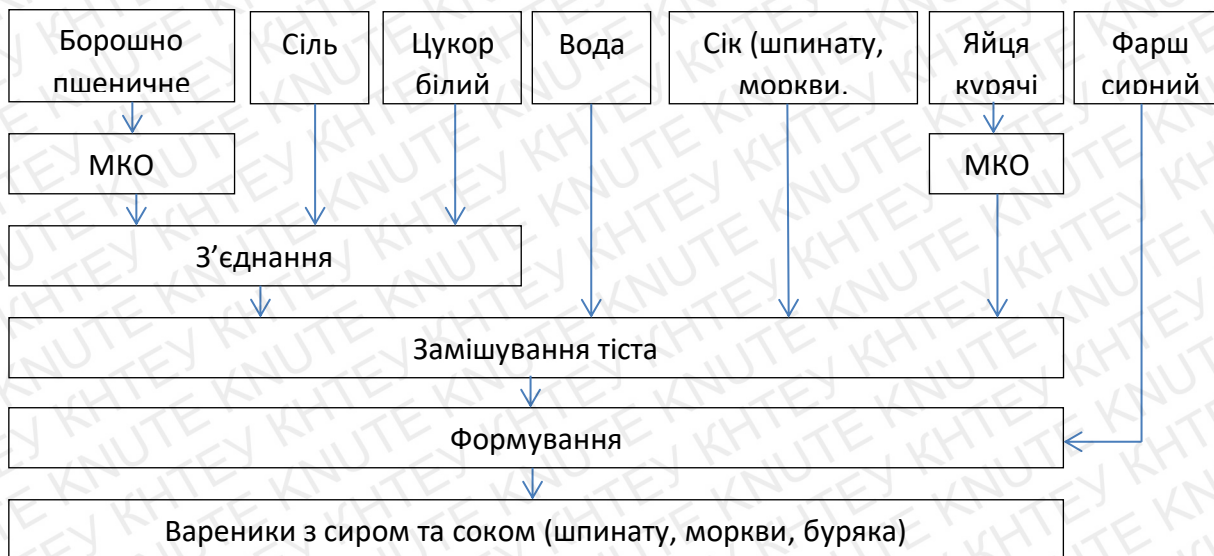 Борошно
пшеничне
Сіль
Цукор
білий
Вода
Сік (шпинату,
моркви,
Яйця
курячі
Фарш
сирний
МКО
МКО
З’єднання
Замішування тіста
Формування
Вареники з сиром та соком (шпинату, моркви, буряка)